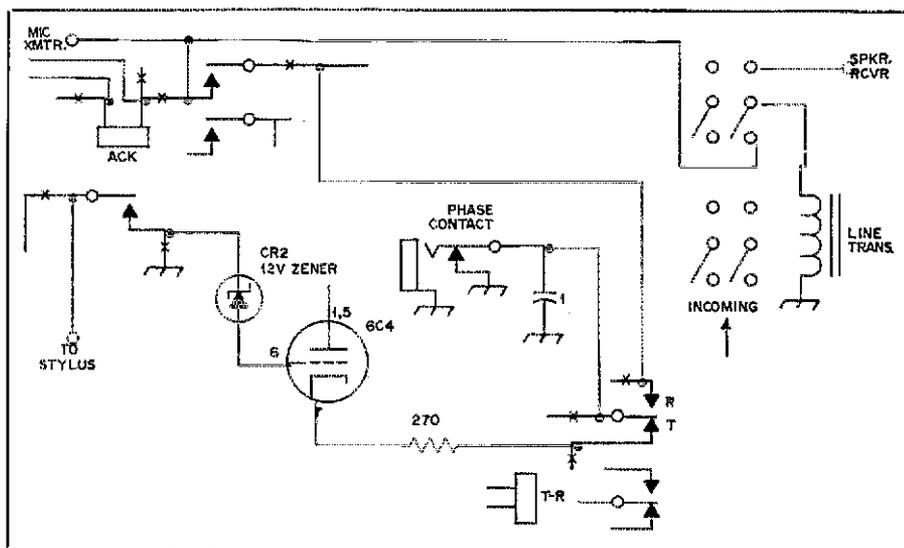 MIC
XMTR.
SPKR.
RCVR
ACK
PHASE
CONTACT
LINE
TRANS.
CR2
12V ZENER
1
INCOMING
1,5
6C4
6
TO
STYLUS
R
270
T
T-R